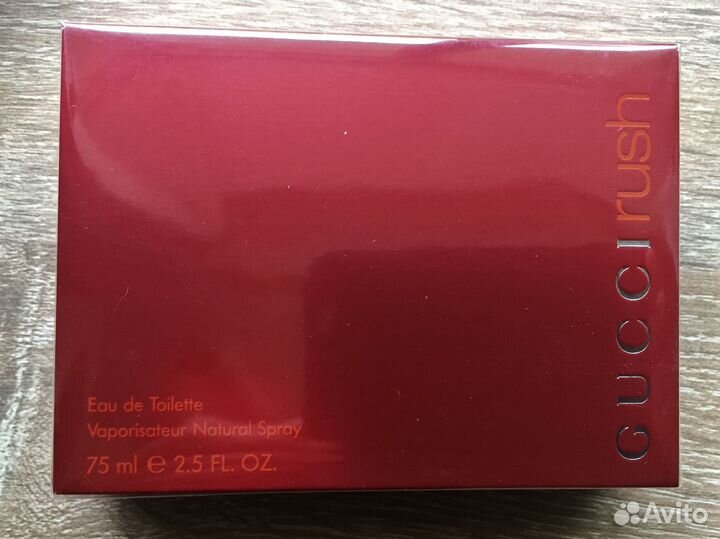 GUCCI rush
Eau de Toilette
Vaporisateur Natural Spray
75 ml e 2.5 FL. OZ.
Avito